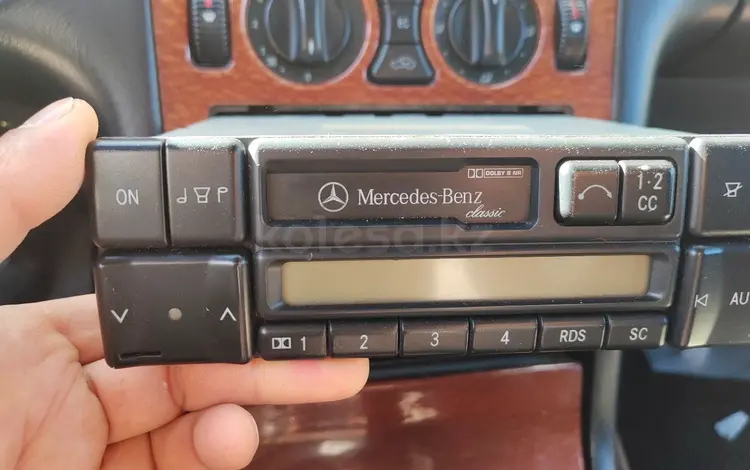 DOLBY B NR
ON
Mercedes-Benz
classic
1·2
CC
kolesa.kz
AU
1 2 3 4 RDS SC